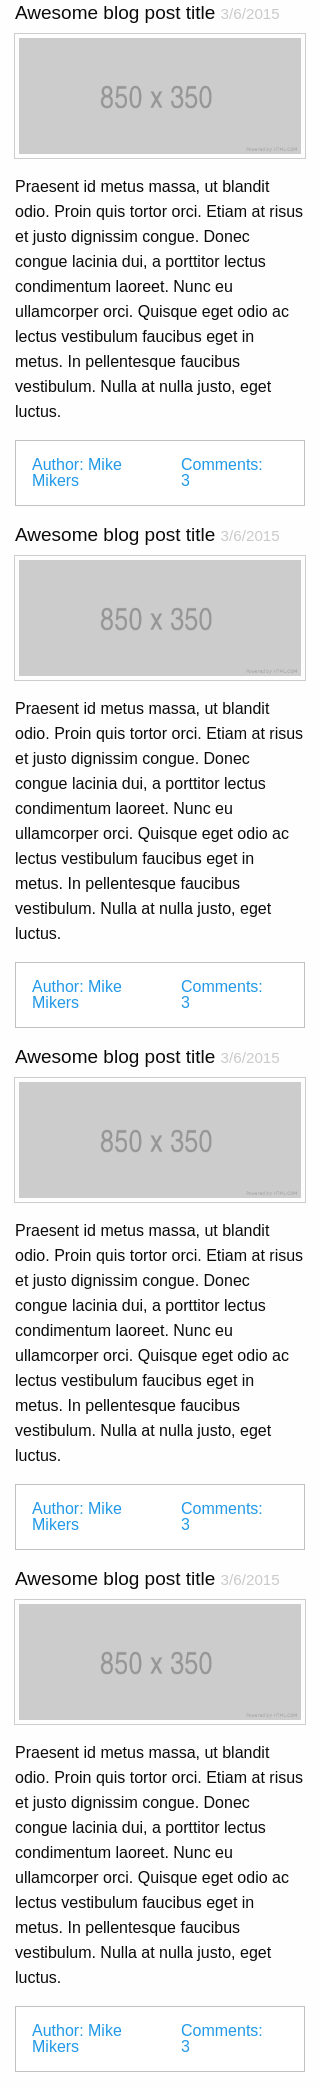 Awesome blog post title 3/6/2015
850 x 350
Powered by HTML.COM
Praesent id metus massa, ut blandit
odio. Proin quis tortor orci. Etiam at risus
et justo dignissim congue. Donec
congue lacinia dui, a porttitor lectus
condimentum laoreet. Nunc eu
ullamcorper orci. Quisque eget odio ac
lectus vestibulum faucibus eget in
metus. In pellentesque faucibus
vestibulum. Nulla at nulla justo, eget
luctus.
Author: Mike Comments:
Mikers 3
Awesome blog post title 3/6/2015
850 x 350
Powered by HTML.COM
Praesent id metus massa, ut blandit
odio. Proin quis tortor orci. Etiam at risus
et justo dignissim congue. Donec
congue lacinia dui, a porttitor lectus
condimentum laoreet. Nunc eu
ullamcorper orci. Quisque eget odio ac
lectus vestibulum faucibus eget in
metus. In pellentesque faucibus
vestibulum. Nulla at nulla justo, eget
luctus.
Author: Mike Comments:
Mikers 3
Awesome blog post title 3/6/2015
850 x 350
Powered by HTML.COM
Praesent id metus massa, ut blandit
odio. Proin quis tortor orci. Etiam at risus
et justo dignissim congue. Donec
congue lacinia dui, a porttitor lectus
condimentum laoreet. Nunc eu
ullamcorper orci. Quisque eget odio ac
lectus vestibulum faucibus eget in
metus. In pellentesque faucibus
vestibulum. Nulla at nulla justo, eget
luctus.
Author: Mike Comments:
Mikers 3
Awesome blog post title 3/6/2015
850 x 350
Powered by HTML.COM
Praesent id metus massa, ut blandit
odio. Proin quis tortor orci. Etiam at risus
et justo dignissim congue. Donec
congue lacinia dui, a porttitor lectus
condimentum laoreet. Nunc eu
ullamcorper orci. Quisque eget odio ac
lectus vestibulum faucibus eget in
metus. In pellentesque faucibus
vestibulum. Nulla at nulla justo, eget
luctus.
Author: Mike Comments:
Mikers 3